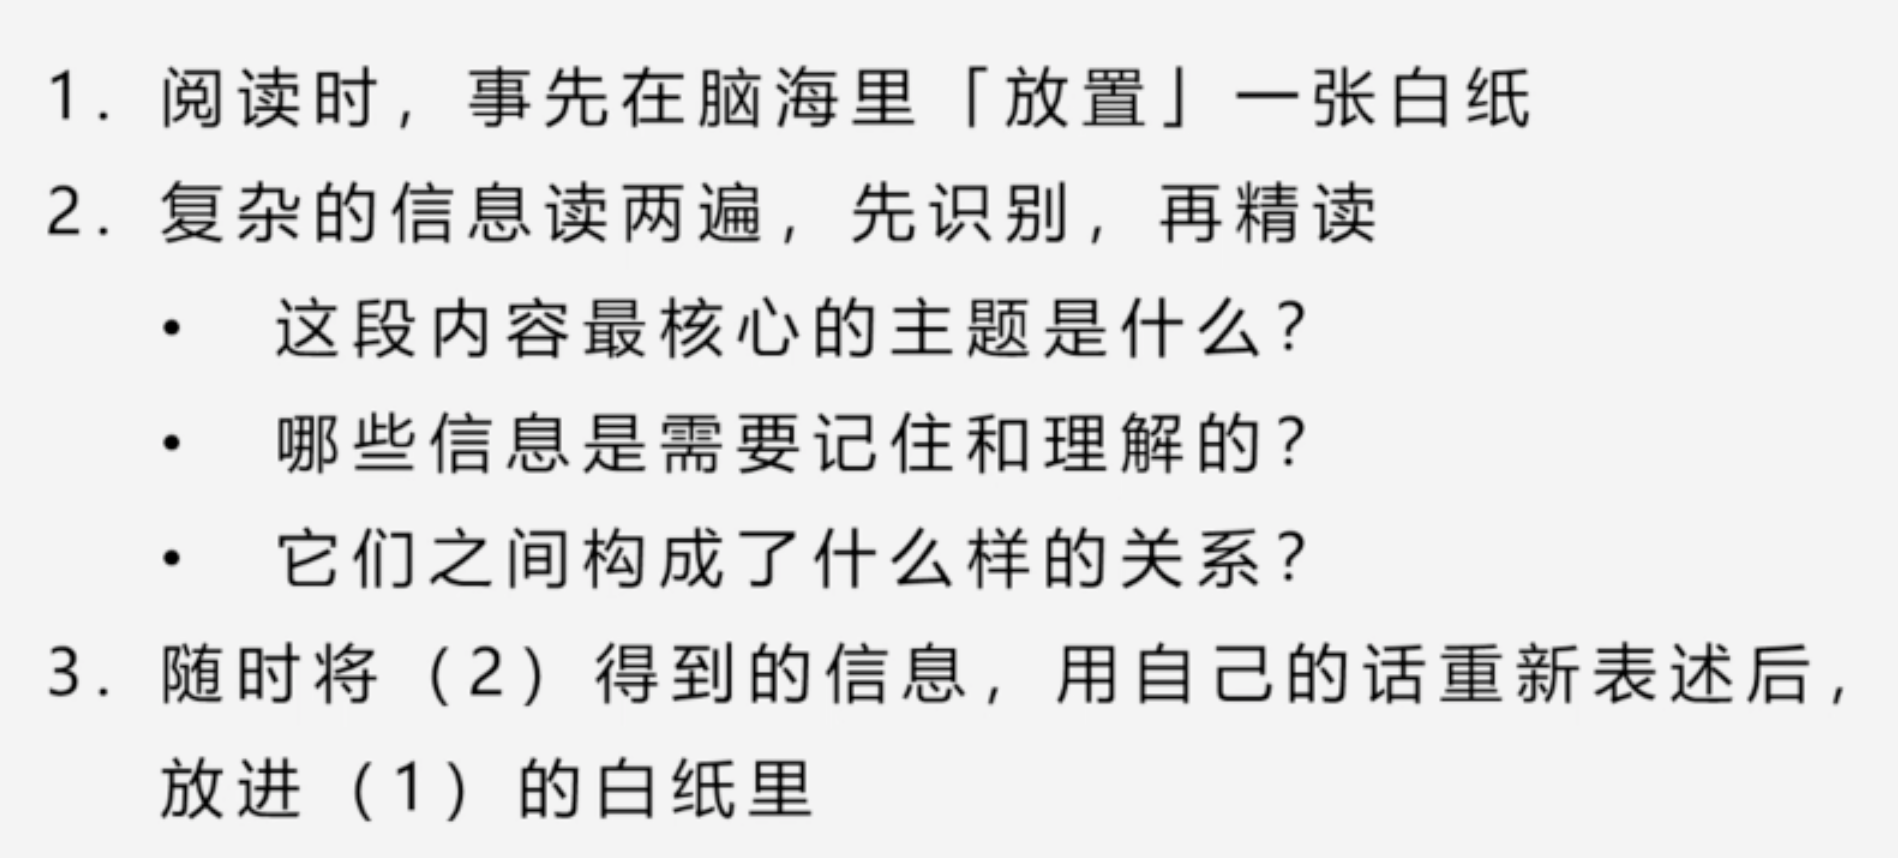 1. 阅读时，事先在脑海里「放置」一张白纸
2. 复杂的信息读两遍，先识别，再精读
• 这段内容最核心的主题是什么？
• 哪些信息是需要记住和理解的？
• 它们之间构成了什么样的关系？
3. 随时将（2）得到的信息，用自己的话重新表述后，
放进（1）的白纸里